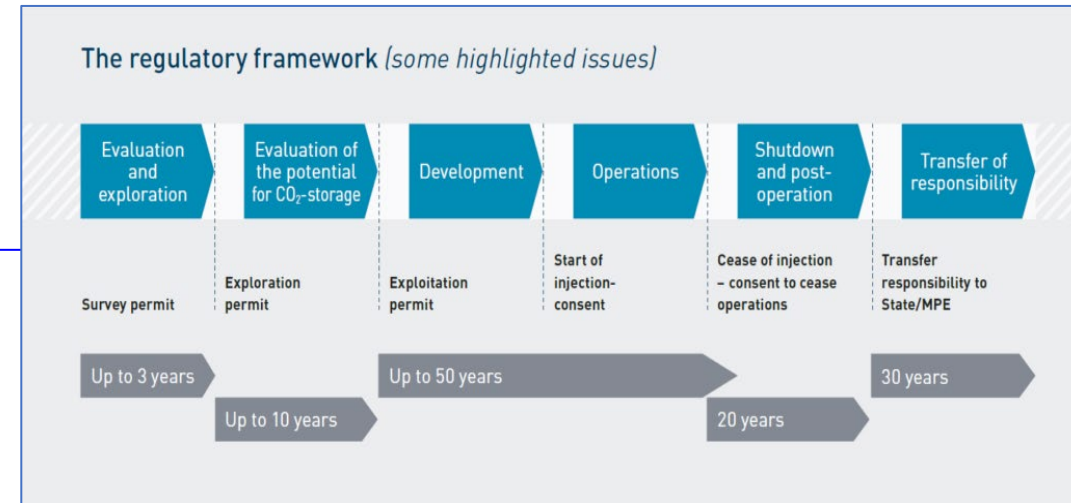 The regulatory framework (some highlighted issues)
Evaluation
and
exploration
Evaluation of
the potential
for CO₂-storage
Development
Operations
Shutdown
and post-
operation
Transfer of
responsibility
Survey permit
Exploration
permit
Exploitation
permit
Start of
injection-
consent
Cease of injection
– consent to cease
operations
Transfer
responsibility to
State/MPE
Up to 3 years
Up to 10 years
Up to 50 years
20 years
30 years